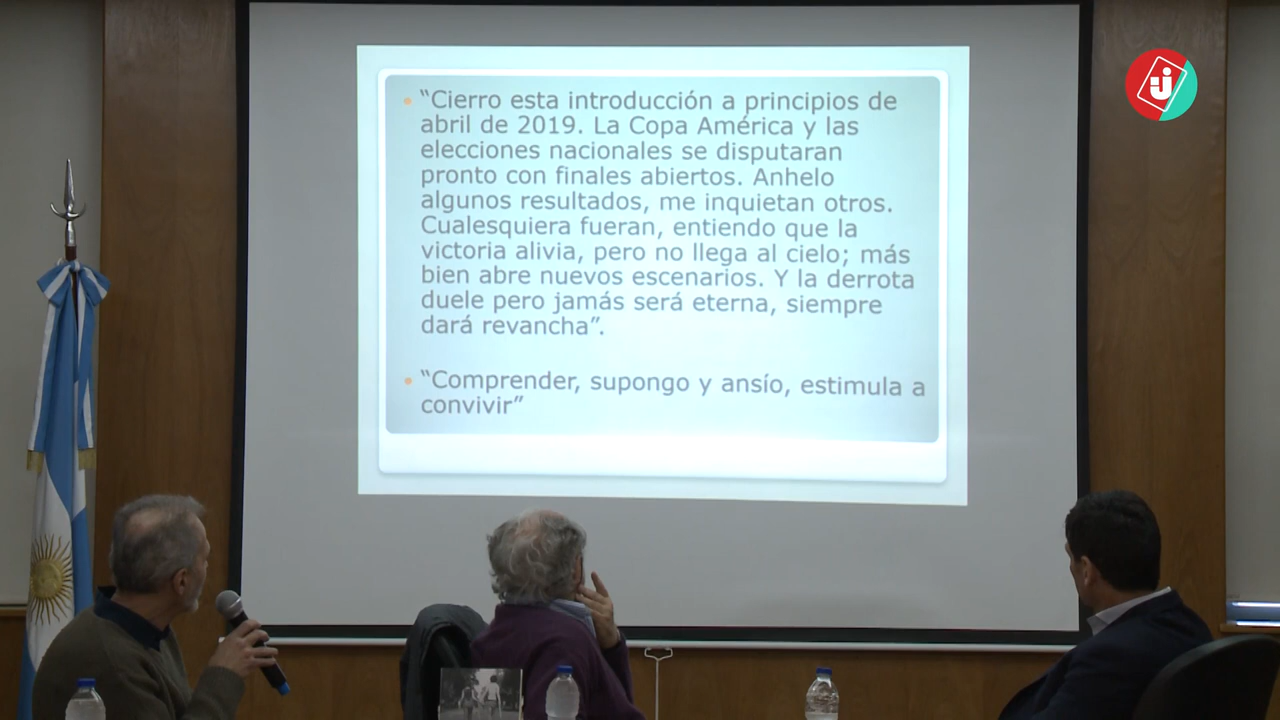 “Cierro esta introducción a principios de
abril de 2019. La Copa América y las
elecciones nacionales se disputaran
pronto con finales abiertos. Anhelo
algunos resultados, me inquietan otros.
Cualesquiera fueran, entiendo que la
victoria alivia, pero no llega al cielo; más
bien abre nuevos escenarios. Y la derrota
duele pero jamás será eterna, siempre
dará revancha”.
“Comprender, supongo y ansío, estimula a
convivir”